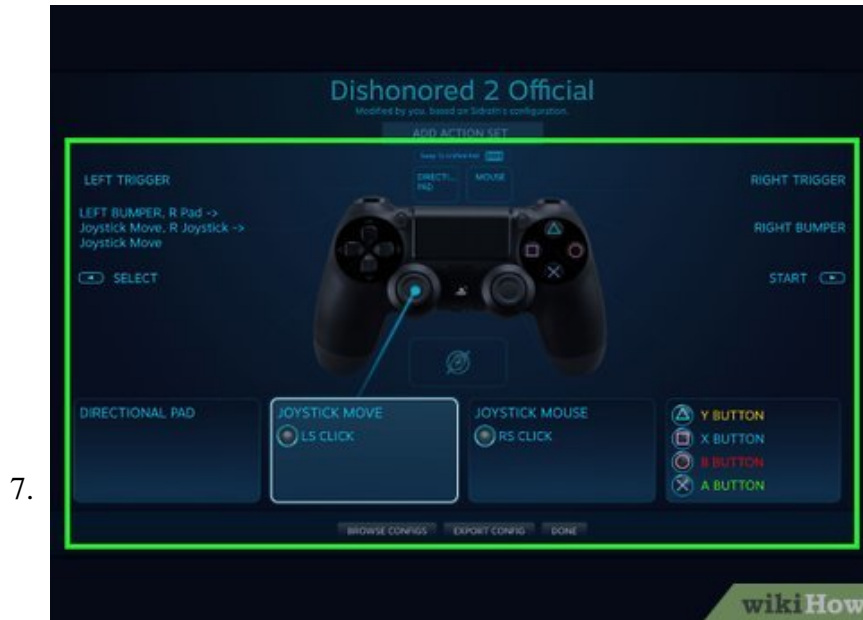 Dishonored 2 Official
Modified by you, based on Sidroth's configuration.
ADD ACTION SET
DIRECTI... PAD
MOUSE
LEFT TRIGGER
LEFT BUMPER, R Pad ->
Joystick Move, R Joystick ->
Joystick Move
SELECT
RIGHT TRIGGER
RIGHT BUMPER
START
DIRECTIONAL PAD
JOYSTICK MOVE
LS CLICK
JOYSTICK MOUSE
RS CLICK
Y BUTTON
X BUTTON
B BUTTON
A BUTTON
BROWSE CONFIGS
EXPORT CONFIG
DONE
7.
wikiHow